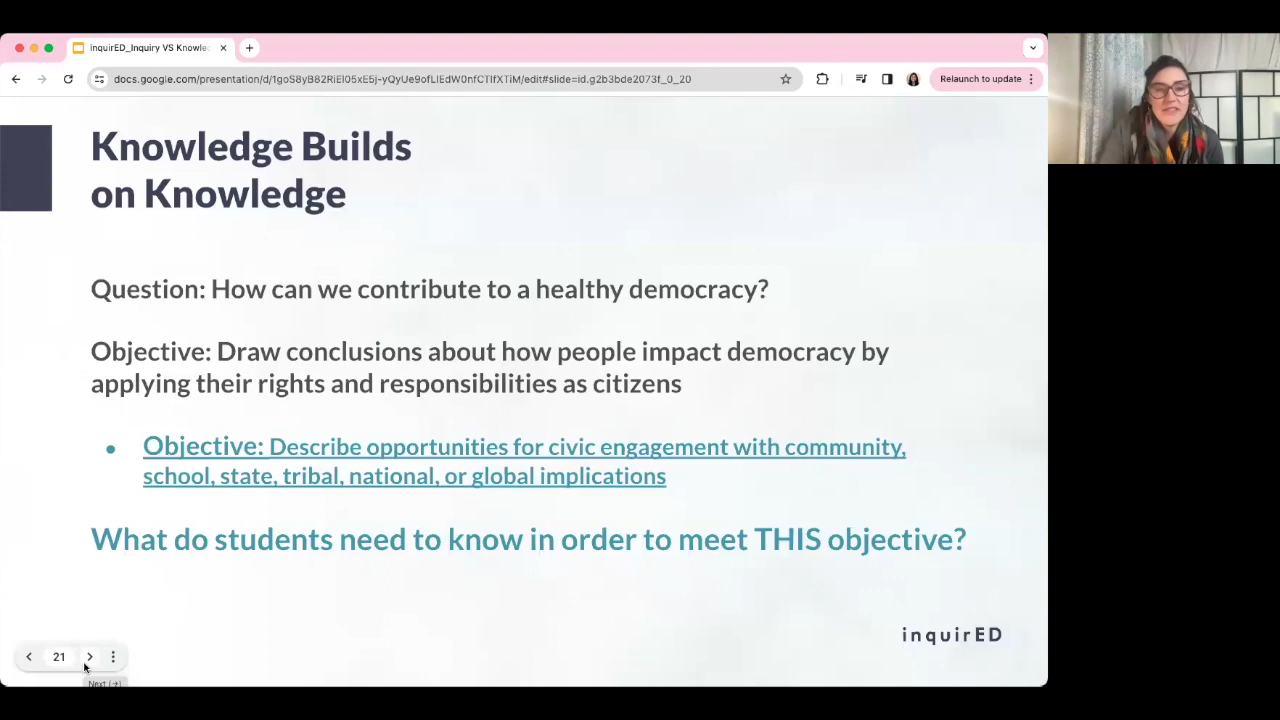 inquirED_Inquiry VS Knowle
docs.google.com/presentation/d/1goS8yB82RiEl05xE5j-yQyUe9ofLIEdW0nfCTlfXTiM/edit#slide=id.g2b3bde2073f_0_20
Relaunch to update
Knowledge Builds
on Knowledge
Question: How can we contribute to a healthy democracy?
Objective: Draw conclusions about how people impact democracy by
applying their rights and responsibilities as citizens
• Objective: Describe opportunities for civic engagement with community,
school, state, tribal, national, or global implications
What do students need to know in order to meet THIS objective?
inquirED
21
Next (→)